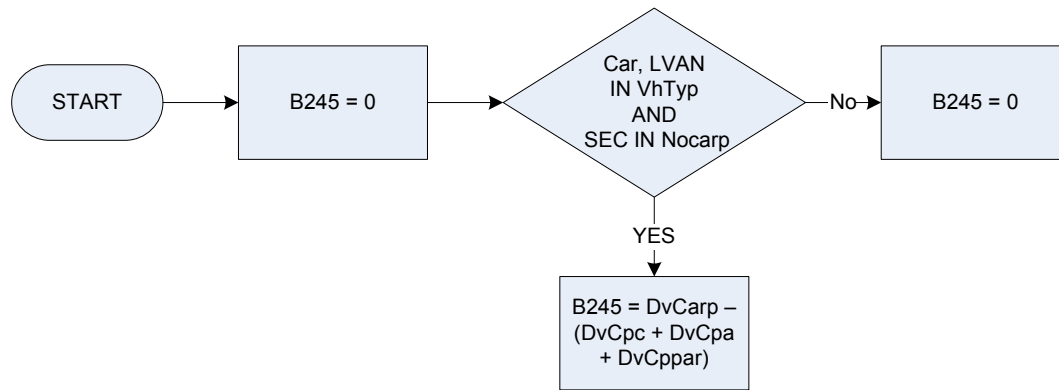 START
B245 = 0
Car, LVAN
IN VhTyp
AND
SEC IN Nocarp
No
B245 = 0
YES
B245 = DvCarp –
(DvCpc + DvCpa
+ DvCppar)